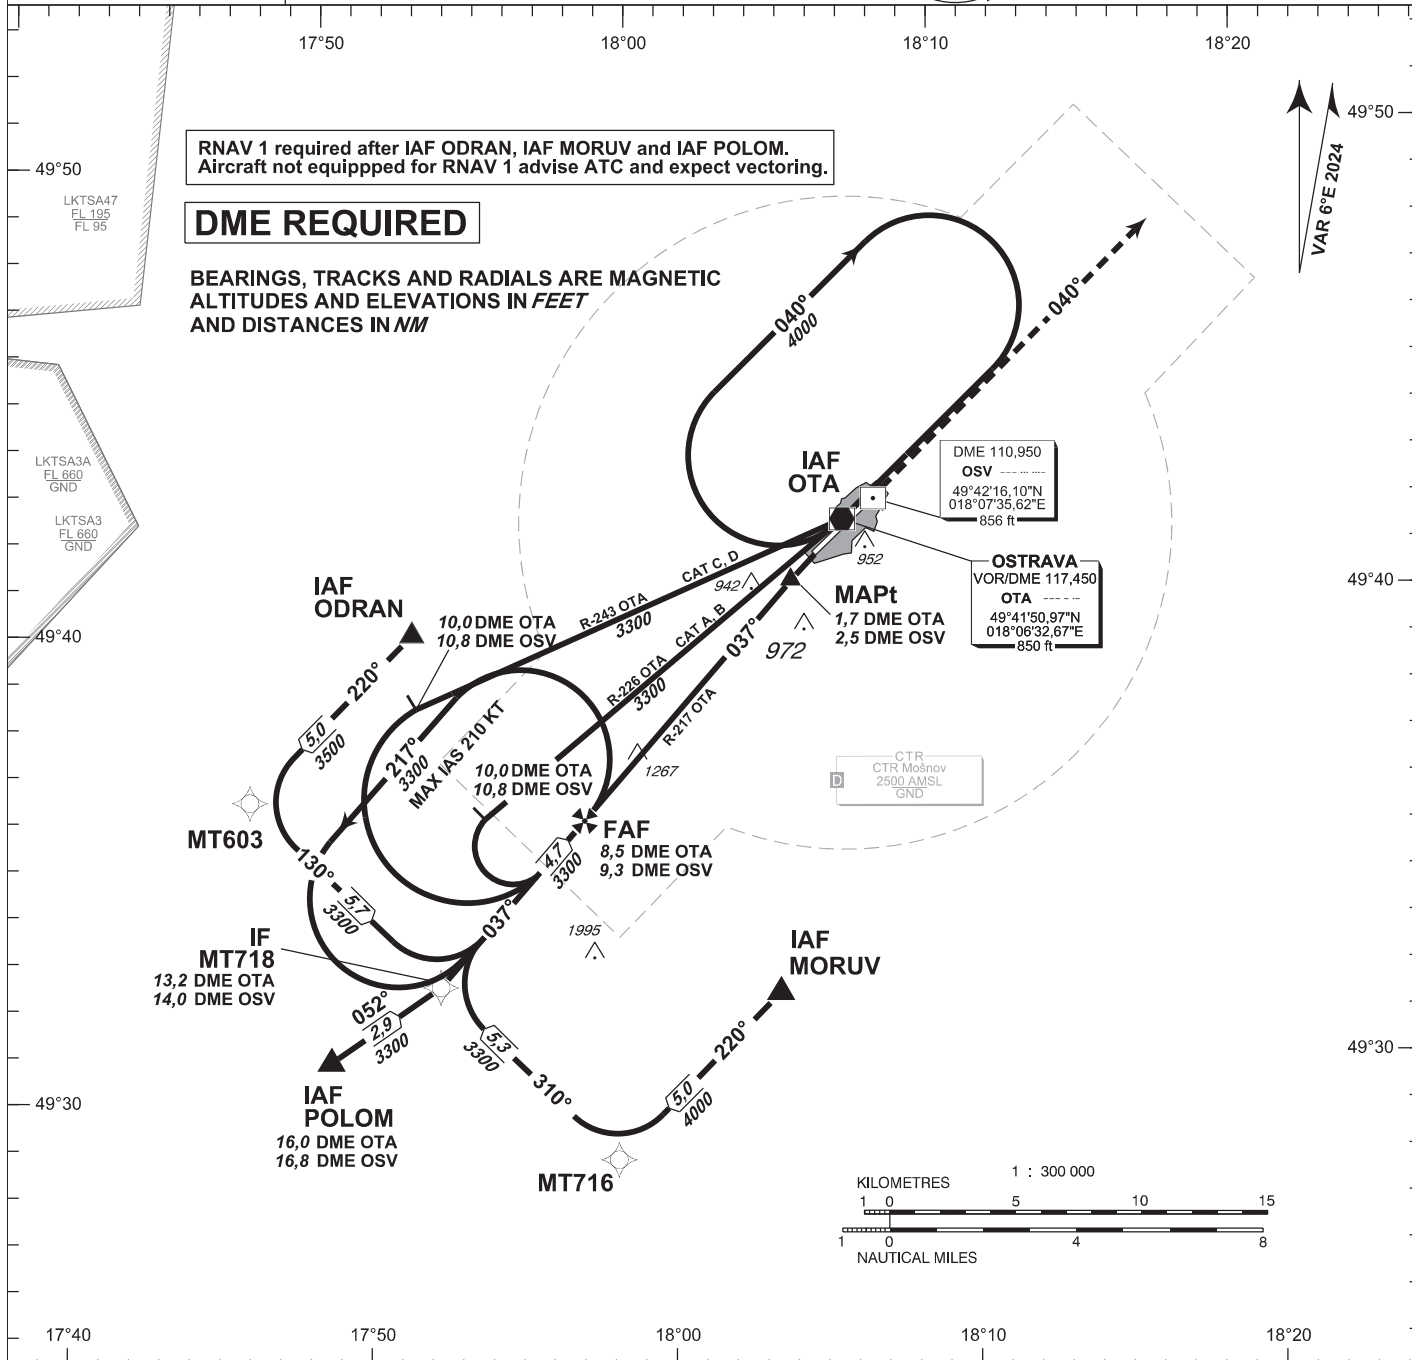 17°50
18°00
18°10
18°20
49°50
49°50
RNAV 1 required after IAF ODRAN, IAF MORUV and IAF POLOM.
Aircraft not equippped for RNAV 1 advise ATC and expect vectoring.
VAR 6°E 2024
LKTSA47
FL 195
FL 95
DME REQUIRED
BEARINGS, TRACKS AND RADIALS ARE MAGNETIC
ALTITUDES AND ELEVATIONS IN FEET
AND DISTANCES IN NM
040°
4000
040°
LKTSA3A
FL 660
GND
LKTSA3
FL 660
GND
IAF
OTA
DME 110,950
OSV
49°42'16,10"N
018°07'35,62"E
856 ft
952
OSTRAVA
VOR/DME 117,450
OTA
49°41'50,97"N
018°06'32,67"E
850 ft
49°40
49°40
CAT C, D
R-243 OTA
3300
942
CAT A, B
R-226 OTA
3300
037°
R-217 OTA
MAPt
1,7 DME OTA
2,5 DME OSV
972
IAF
ODRAN
10,0 DME OTA
10,8 DME OSV
220°
5,0
3500
217°
3300
MAX IAS 210 KT
10,0 DME OTA
10,8 DME OSV
1267
CTR
CTR Mošnov
2500 AMSL
GND
D
MT603
FAF
8,5 DME OTA
9,3 DME OSV
4,7
3300
130°
5,7
3300
037°
1995
IF
MT718
13,2 DME OTA
14,0 DME OSV
IAF
MORUV
052°
2,9
3300
5,3
3300
310°
220°
5,0
4000
IAF
POLOM
16,0 DME OTA
16,8 DME OSV
49°30
49°30
MT716
1 : 300 000
KILOMETRES
1 0 5 10 15
1 0 4 8
NAUTICAL MILES
17°40
17°50
18°00
18°10
18°20